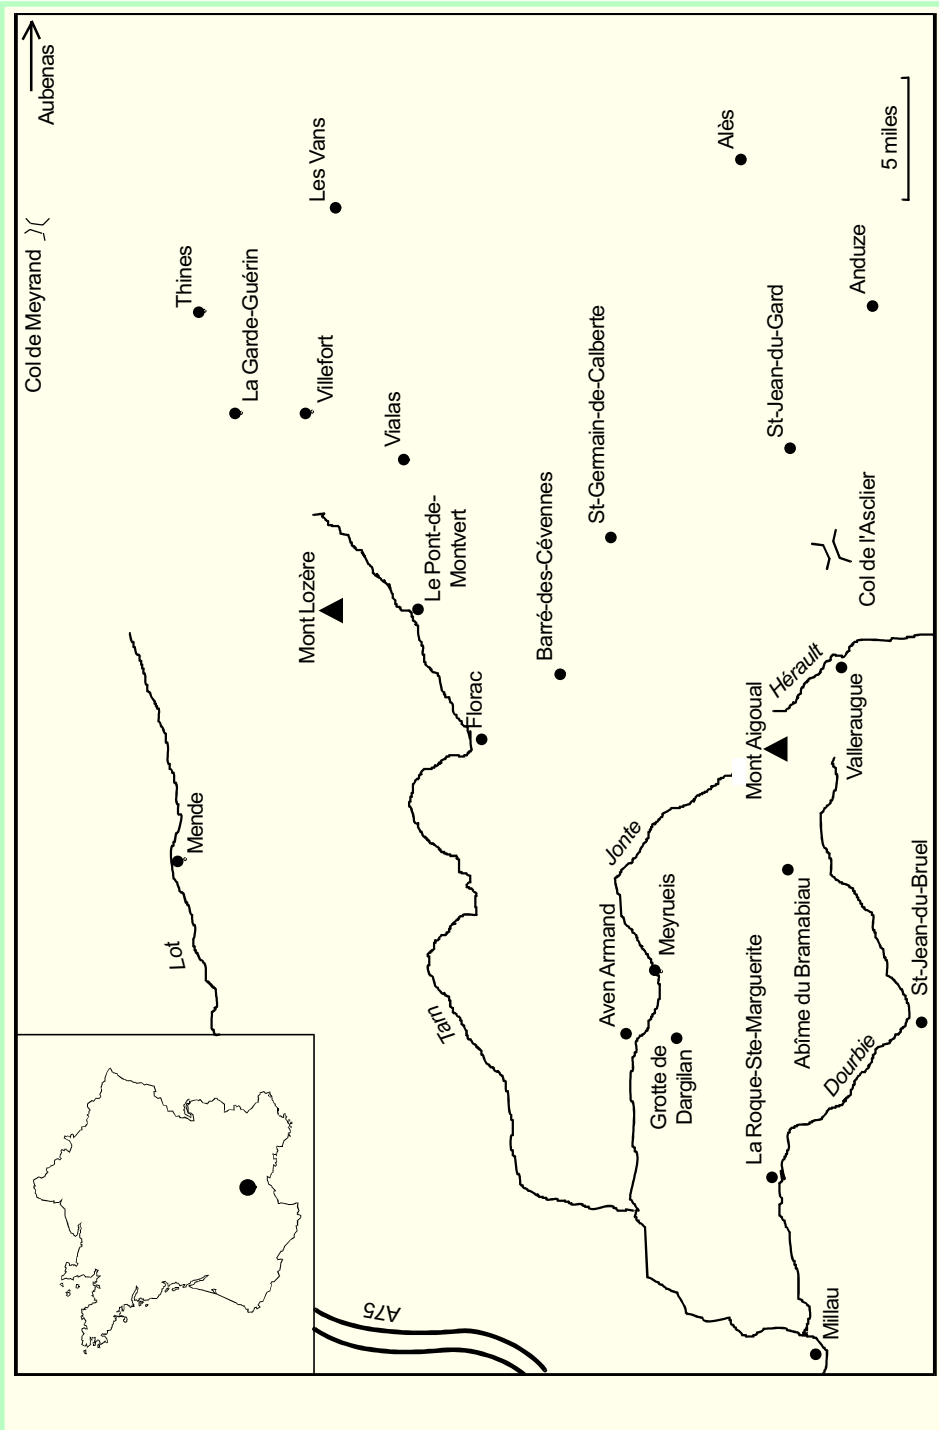 Aubenas
Col de Meyrand
Thines
Les Vans
La Garde-Guérin
Villefort
Vialas
Mont Lozère
Le Pont-de-
Montvert
Mende
Lot
Florac
Barré-des-Cévennes
St-Germain-de-Calberte
Alès
Anduze
St-Jean-du-Gard
5 miles
Col de l'Asclier
Hérault
Valleraugue
Mont Aigoual
Jonte
Tarn
Aven Armand
Meyrueis
Grotte de
Dargilan
Abîme du Bramabiau
La Roque-Ste-Marguerite
St-Jean-du-Bruel
Dourbie
A75
Millau